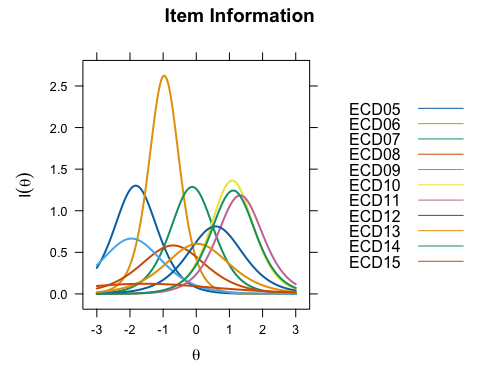 Item Information
I(θ)
2.5
2.0
1.5
1.0
0.5
0.0
-3 -2 -1 0 1 2 3
θ
ECD05
ECD06
ECD07
ECD08
ECD09
ECD10
ECD11
ECD12
ECD13
ECD14
ECD15